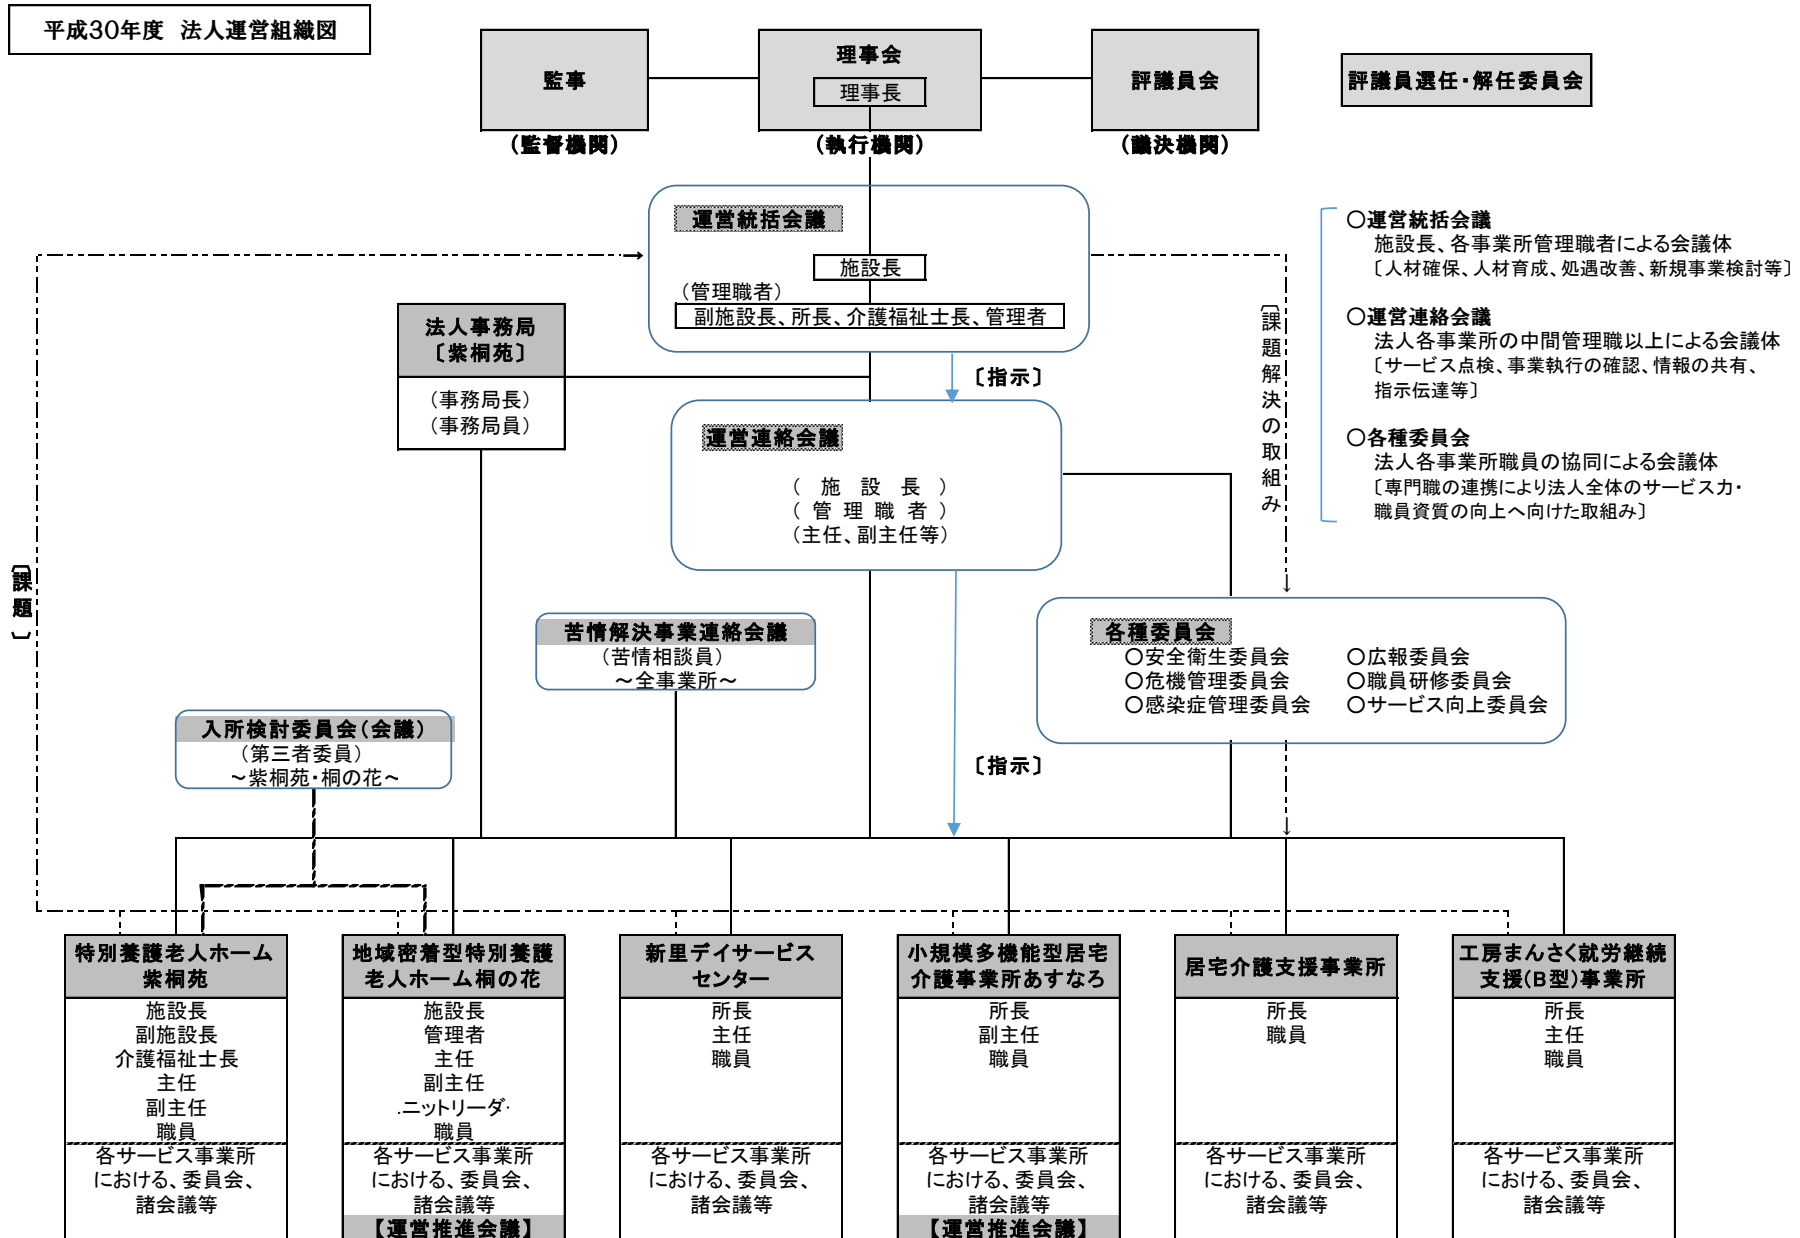 平成30年度 法人運営組織図
監事
(監督機関)
理事会
理事長
(執行機関)
評議員会
(議決機関)
評議員選任・解任委員会
運営統括会議
施設長
(管理職者)
副施設長、所長、介護福祉士長、管理者
法人事務局
〔紫桐苑〕
(事務局長)
(事務局員)
〔指示〕
運営連絡会議
( 施 設 長 )
( 管 理 職 者 )
(主任、副主任等)
〔課題解決の取組み
○運営統括会議
施設長、各事業所管理職者による会議体
〔人材確保、人材育成、処遇改善、新規事業検討等〕
○運営連絡会議
法人各事業所の中間管理職以上による会議体
〔サービス点検、事業執行の確認、情報の共有、
指示伝達等〕
○各種委員会
法人各事業所職員の協同による会議体
〔専門職の連携により法人全体のサービス力・
職員資質の向上へ向けた取組み〕
〔課題〕
苦情解決事業連絡会議
(苦情相談員)
～全事業所～
各種委員会
○安全衛生委員会
○危機管理委員会
○感染症管理委員会
○広報委員会
○職員研修委員会
○サービス向上委員会
入所検討委員会(会議)
(第三者委員)
～紫桐苑・桐の花～
〔指示〕
特別養護老人ホーム
紫桐苑
施設長
副施設長
介護福祉士長
主任
副主任
職員
各サービス事業所
における、委員会、
諸会議等
地域密着型特別養護
老人ホーム桐の花
施設長
管理者
主任
副主任
ニットリーダ
職員
各サービス事業所
における、委員会、
諸会議等
【運営推進会議】
新里デイサービス
センター
所長
主任
職員
各サービス事業所
における、委員会、
諸会議等
小規模多機能型居宅
介護事業所あすなろ
所長
副主任
職員
各サービス事業所
における、委員会、
諸会議等
【運営推進会議】
居宅介護支援事業所
所長
職員
各サービス事業所
における、委員会、
諸会議等
工房まんさく就労継続
支援(B型)事業所
所長
主任
職員
各サービス事業所
における、委員会、
諸会議等